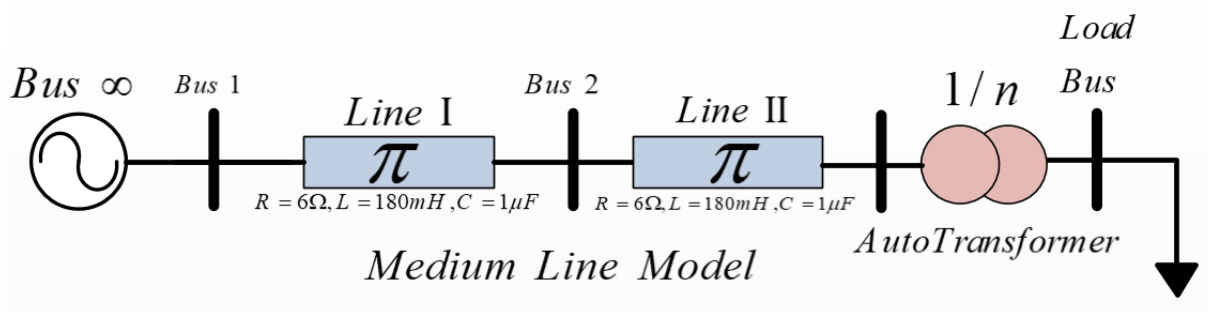 Bus ∞
Bus 1
Line I
π
R = 6Ω, L = 180mH , C = 1μF
Bus 2
Line II
π
R = 6Ω, L = 180mH , C = 1μF
1/ n
AutoTransformer
Load
Bus
Medium Line Model